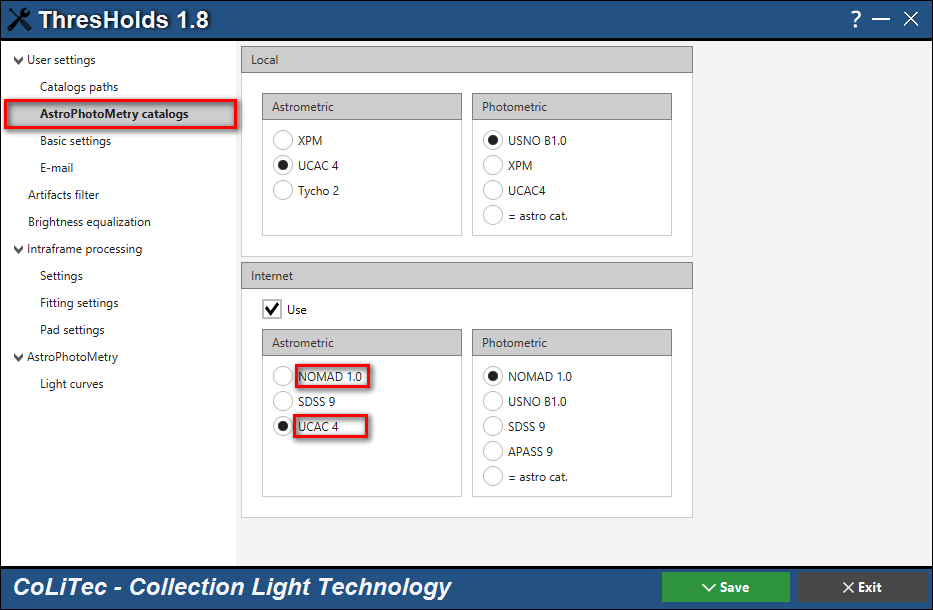 ThresHolds 1.8
?
User settings
Catalogs paths
AstroPhotoMetry catalogs
Basic settings
E-mail
Artifacts filter
Brightness equalization
Intraframe processing
Settings
Fitting settings
Pad settings
AstroPhotoMetry
Light curves
Local
Astrometric
XPM
UCAC 4
Tycho 2
Photometric
USNO B1.0
XPM
UCAC4
= astro cat.
Internet
Use
Astrometric
NOMAD 1.0
SDSS 9
UCAC 4
Photometric
NOMAD 1.0
USNO B1.0
SDSS 9
APASS 9
= astro cat.
CoLiTec - Collection Light Technology
Save
Exit